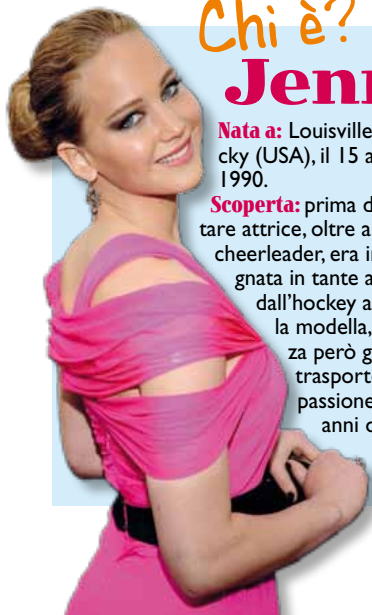 Chi è?
Jenn
Nata a: Louisville
cky (USA), il 15 a
1990.
Scoperta: prima d
tare attrice, oltre a
cheerleader, era i
gnata in tante a
dall'hockey a
la modella,
za però g
trasport
passione
anni